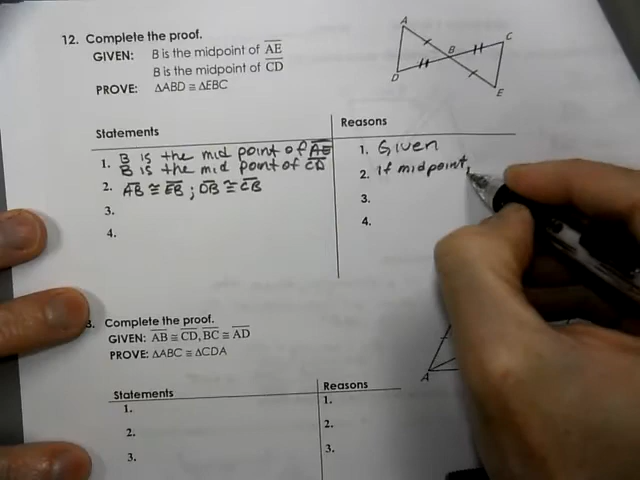 12. Complete the proof.
GIVEN: B is the midpoint of AE
B is the midpoint of CD
PROVE: ΔABD ≅ ΔEBC
A
B
C
D
E
Statements
Reasons
1. B is the mid point of AE
B is the mid point of CD
1. Given
2. AB ≅ EB ; DB ≅ CB
2. If midpoint,
3.
3.
4.
4.
3. Complete the proof.
GIVEN: AB ≅ CD, BC ≅ AD
PROVE: ΔABC ≅ ΔCDA
A
Statements
Reasons
1.
1.
2.
2.
3.
3.